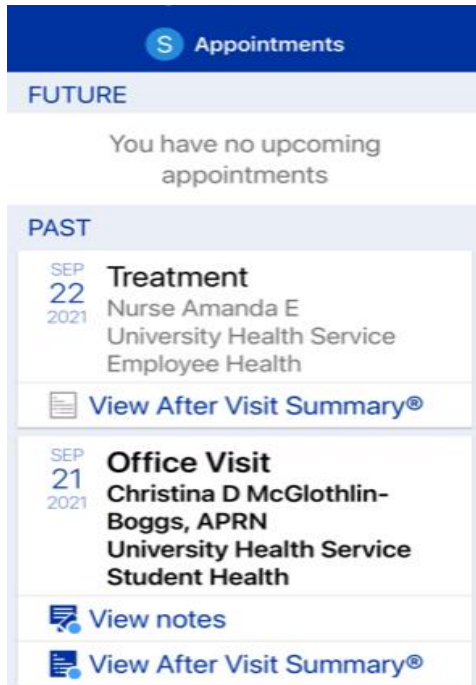 S Appointments
FUTURE
You have no upcoming
appointments
PAST
SEP
22
2021
Treatment
Nurse Amanda E
University Health Service
Employee Health
View After Visit Summary®
SEP
21
2021
Office Visit
Christina D McGlothlin-
Boggs, APRN
University Health Service
Student Health
View notes
View After Visit Summary®